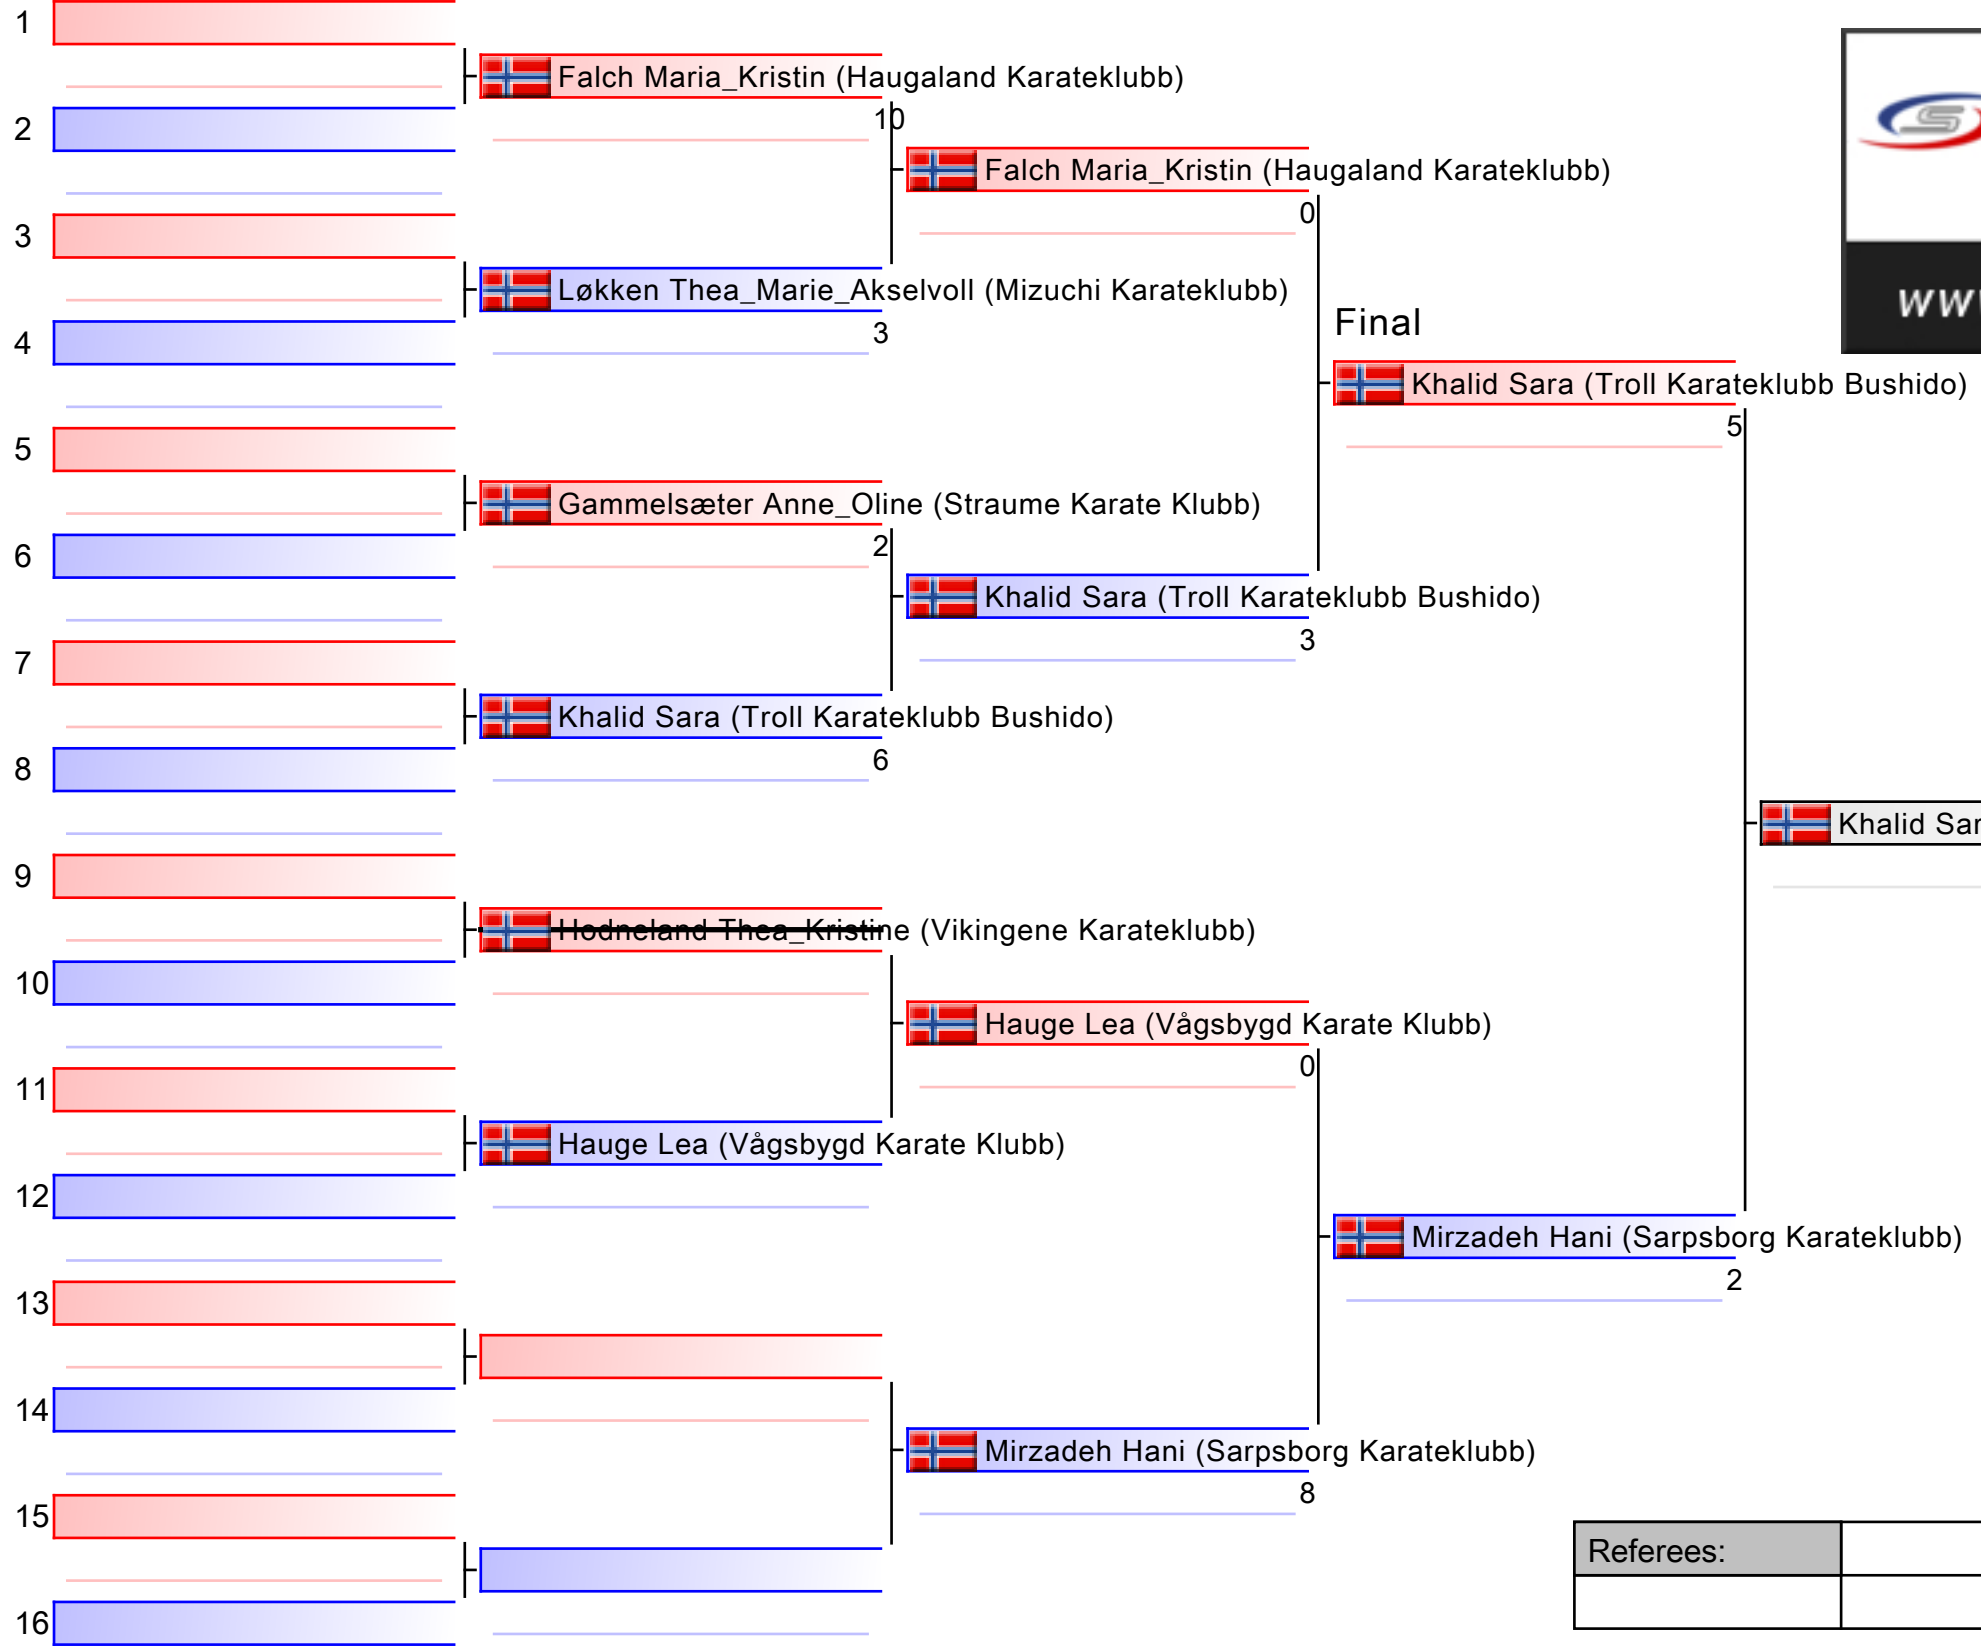 1
Falch Maria_Kristin (Haugaland Karateklubb)
10
2
Falch Maria_Kristin (Haugaland Karateklubb)
0
3
Løkken Thea_Marie_Akselvoll (Mizuchi Karateklubb)
3
4
Final
Khalid Sara (Troll Karateklubb Bushido)
5
5
Gammelsæter Anne_Oline (Straume Karate Klubb)
2
6
Khalid Sara (Troll Karateklubb Bushido)
3
7
Khalid Sara (Troll Karateklubb Bushido)
6
8
Khalid Sar
9
Hodneland Thea_Kristine (Vikingene Karateklubb)
10
Hauge Lea (Vågsbygd Karate Klubb)
0
11
Hauge Lea (Vågsbygd Karate Klubb)
12
Mirzadeh Hani (Sarpsborg Karateklubb)
2
13
14
Mirzadeh Hani (Sarpsborg Karateklubb)
8
15
16
Referees:
S